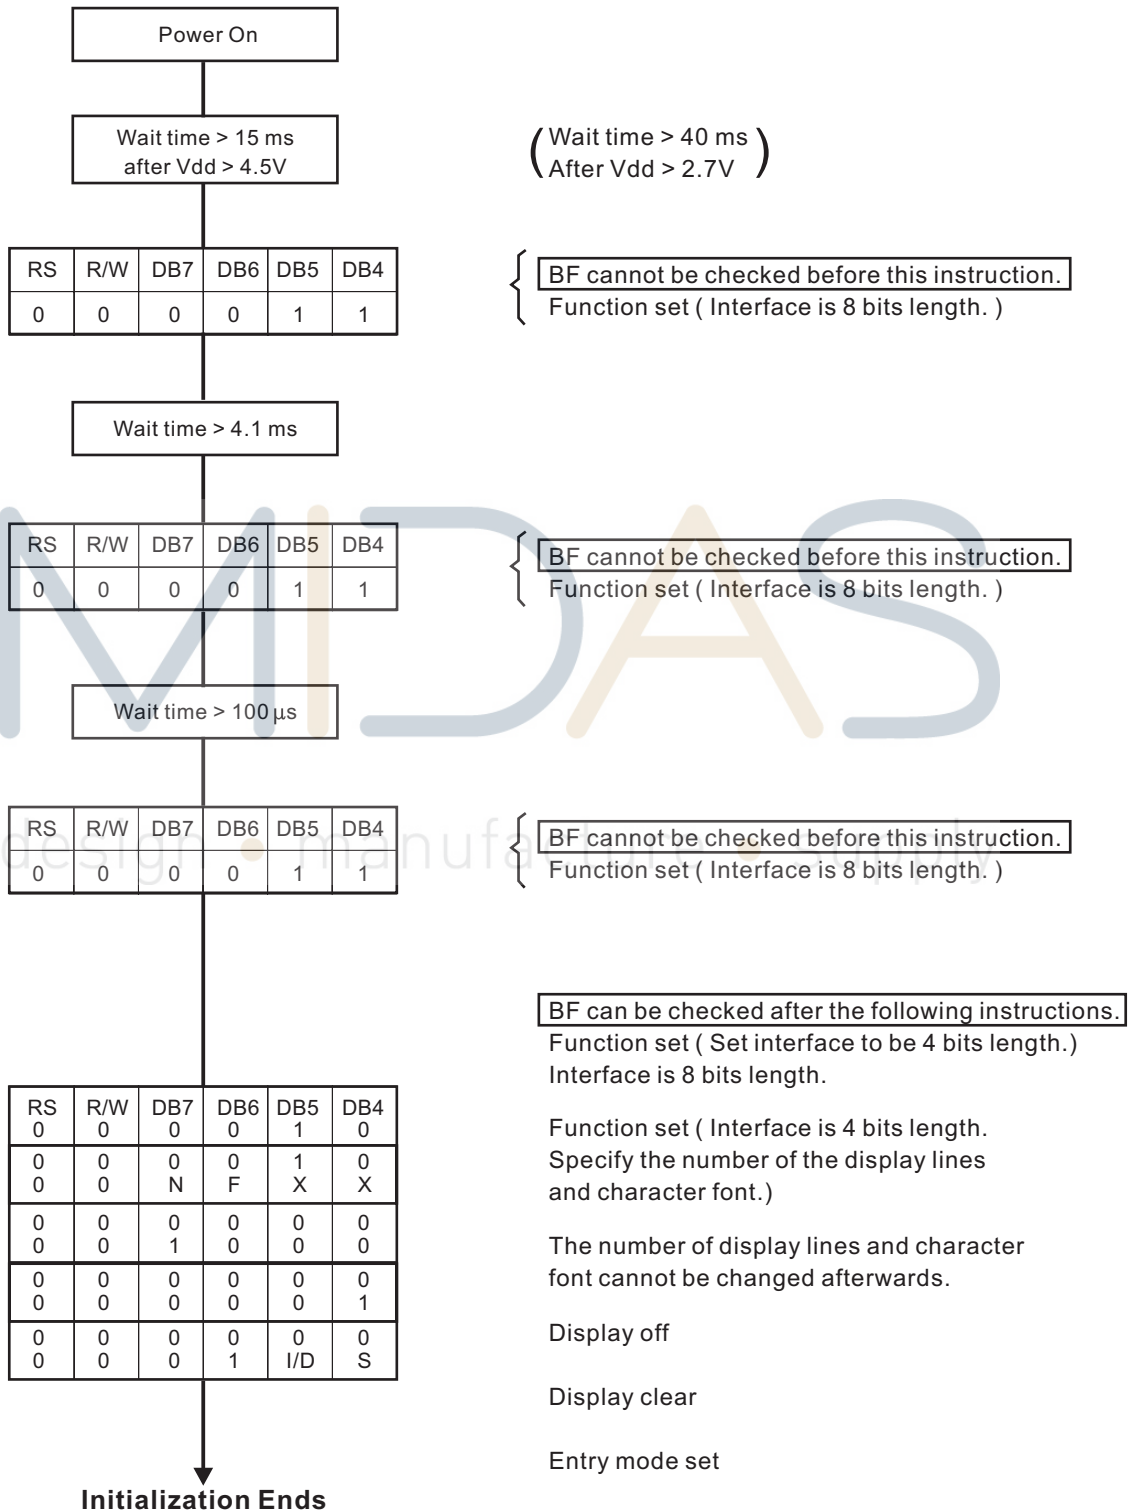 Power On
Wait time > 15 ms
after Vdd > 4.5V
(Wait time > 40 ms
After Vdd > 2.7V)
RS R/W DB7 DB6 DB5 DB4
0 0 0 0 1 1
BF cannot be checked before this instruction.
Function set ( Interface is 8 bits length. )
Wait time > 4.1 ms
RS R/W DB7 DB6 DB5 DB4
0 0 0 0 1 1
BF cannot be checked before this instruction.
Function set ( Interface is 8 bits length. )
MIDAS
Wait time > 100 µs
RS R/W DB7 DB6 DB5 DB4
0 0 0 0 1 1
BF cannot be checked before this instruction.
Function set ( Interface is 8 bits length. )
design • manufacture • supply
BF can be checked after the following instructions.
Function set ( Set interface to be 4 bits length.)
Interface is 8 bits length.
RS R/W DB7 DB6 DB5 DB4
0 0 0 0 1 0
0 0 0 0 1 0
0 0 N F X X
0 0 0 0 0 0
0 0 1 0 0 0
0 0 0 0 0 0
0 0 0 0 0 1
0 0 0 0 0 0
0 0 0 1 I/D S
Function set ( Interface is 4 bits length.
Specify the number of the display lines
and character font.)
The number of display lines and character
font cannot be changed afterwards.
Display off
Display clear
Entry mode set
Initialization Ends